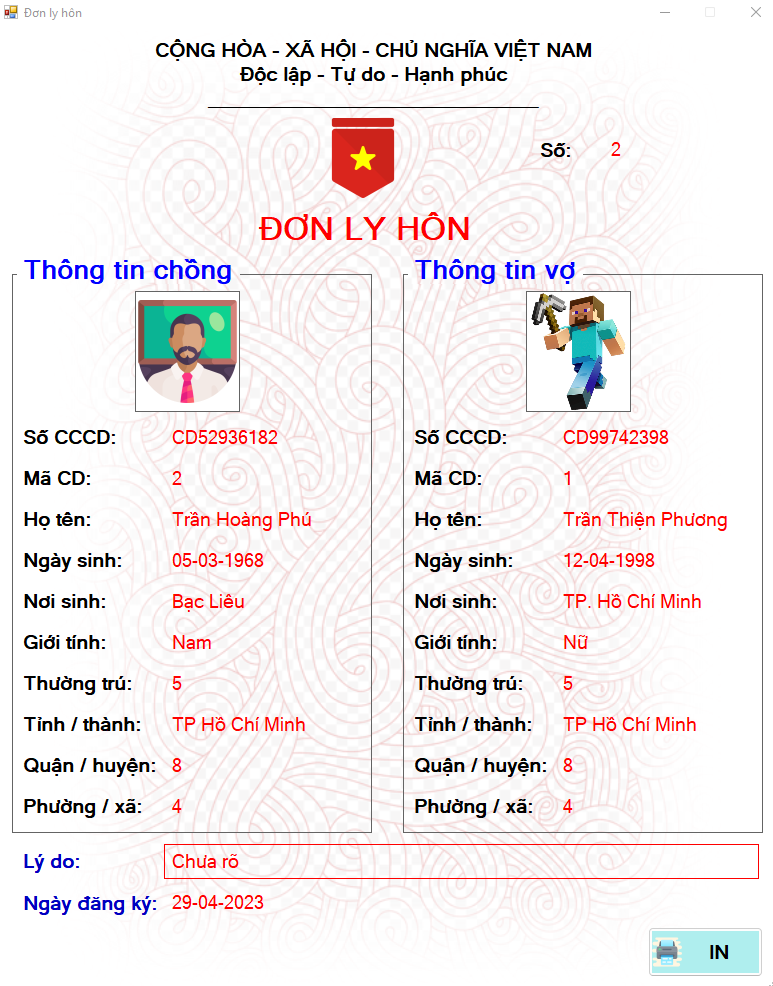 Đơn ly hôn
CỘNG HÒA - XÃ HỘI - CHỦ NGHĨA VIỆT NAM
Độc lập - Tự do - Hạnh phúc
Số: 2
ĐƠN LY HÔN
Thông tin chồng
Số CCCD: CD52936182
Mã CD: 2
Họ tên: Trần Hoàng Phú
Ngày sinh: 05-03-1968
Nơi sinh: Bạc Liêu
Giới tính: Nam
Thường trú: 5
Tỉnh / thành: TP Hồ Chí Minh
Quận / huyện: 8
Phường / xã: 4
Thông tin vợ
Số CCCD: CD99742398
Mã CD: 1
Họ tên: Trần Thiện Phương
Ngày sinh: 12-04-1998
Nơi sinh: TP. Hồ Chí Minh
Giới tính: Nữ
Thường trú: 5
Tỉnh / thành: TP Hồ Chí Minh
Quận / huyện: 8
Phường / xã: 4
Lý do: Chưa rõ
Ngày đăng ký: 29-04-2023
IN